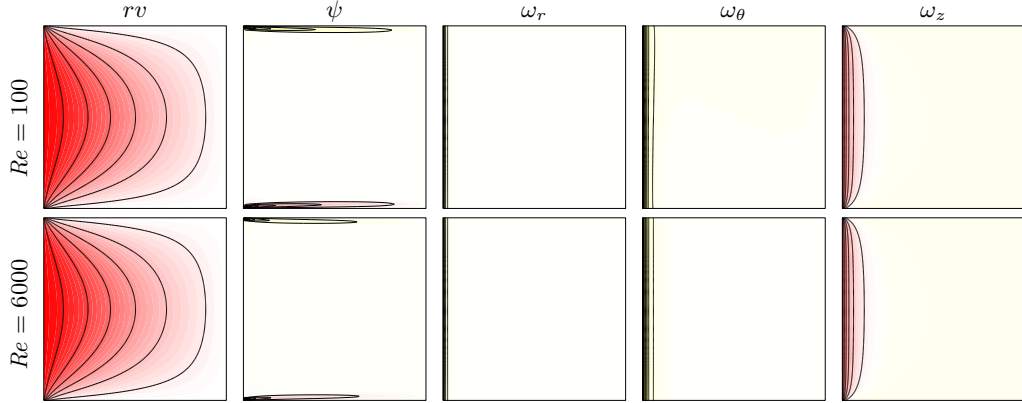 rv ψ ω_r ω_θ ω_z
Re = 100
Re = 6000